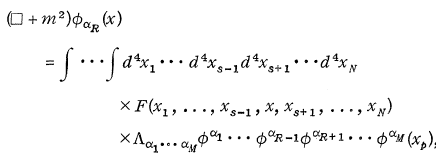 (□ + m²)ϕ_{α_R}(x)
= ∫ ⋯ ∫ d⁴x₁ ⋯ d⁴x_{s−1}d⁴x_{s+1} ⋯ d⁴x_N
× F(x₁, . . . , x_{s−1}, x, x_{s+1}, . . . , x_N)
× Λ_{α₁⋯α_M}ϕ^{α₁} ⋯ ϕ^{α_{R−1}}ϕ^{α_{R+1}} ⋯ ϕ^{α_M}(x_p),